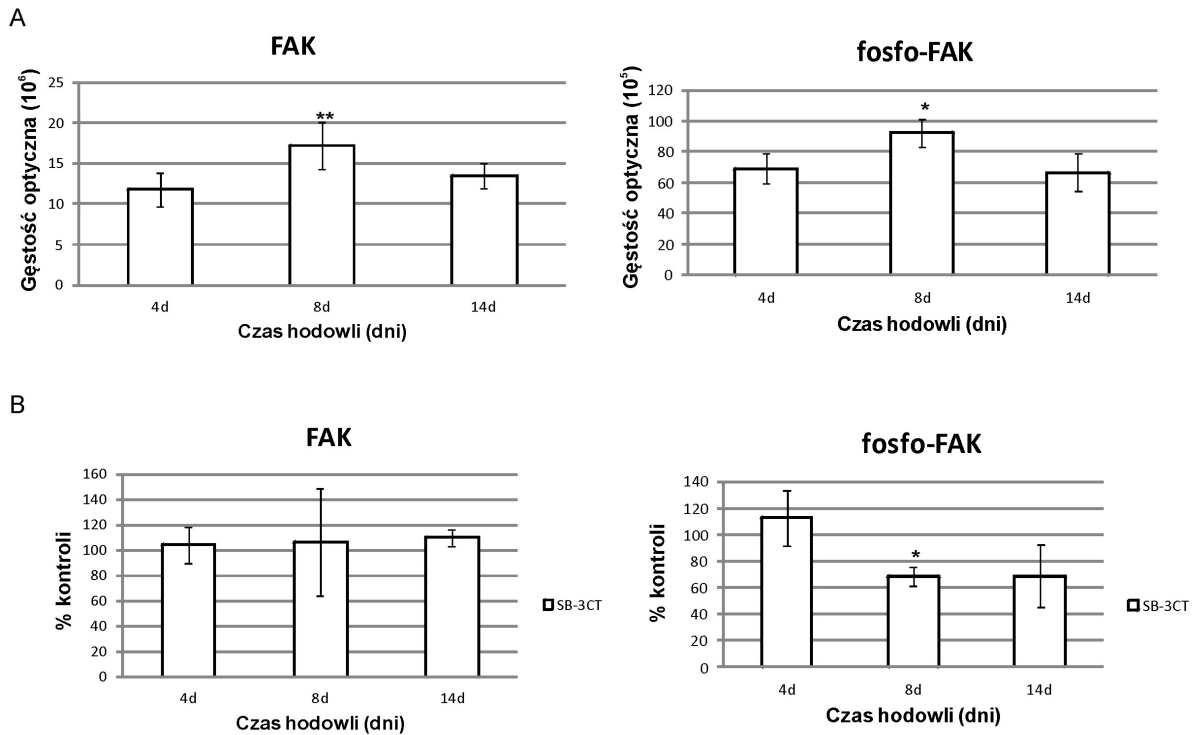 A
FAK
Gęstość optyczna (10⁶)
25
20
15
10
5
0
**
4d
8d
14d
Czas hodowli (dni)
fosfo-FAK
Gęstość optyczna (10⁵)
120
100
80
60
40
20
0
*
4d
8d
14d
Czas hodowli (dni)
B
FAK
% kontroli
160
140
120
100
80
60
40
20
0
4d
8d
14d
Czas hodowli (dni)
SB-3CT
fosfo-FAK
% kontroli
140
120
100
80
60
40
20
0
*
4d
8d
14d
Czas hodowli (dni)
SB-3CT